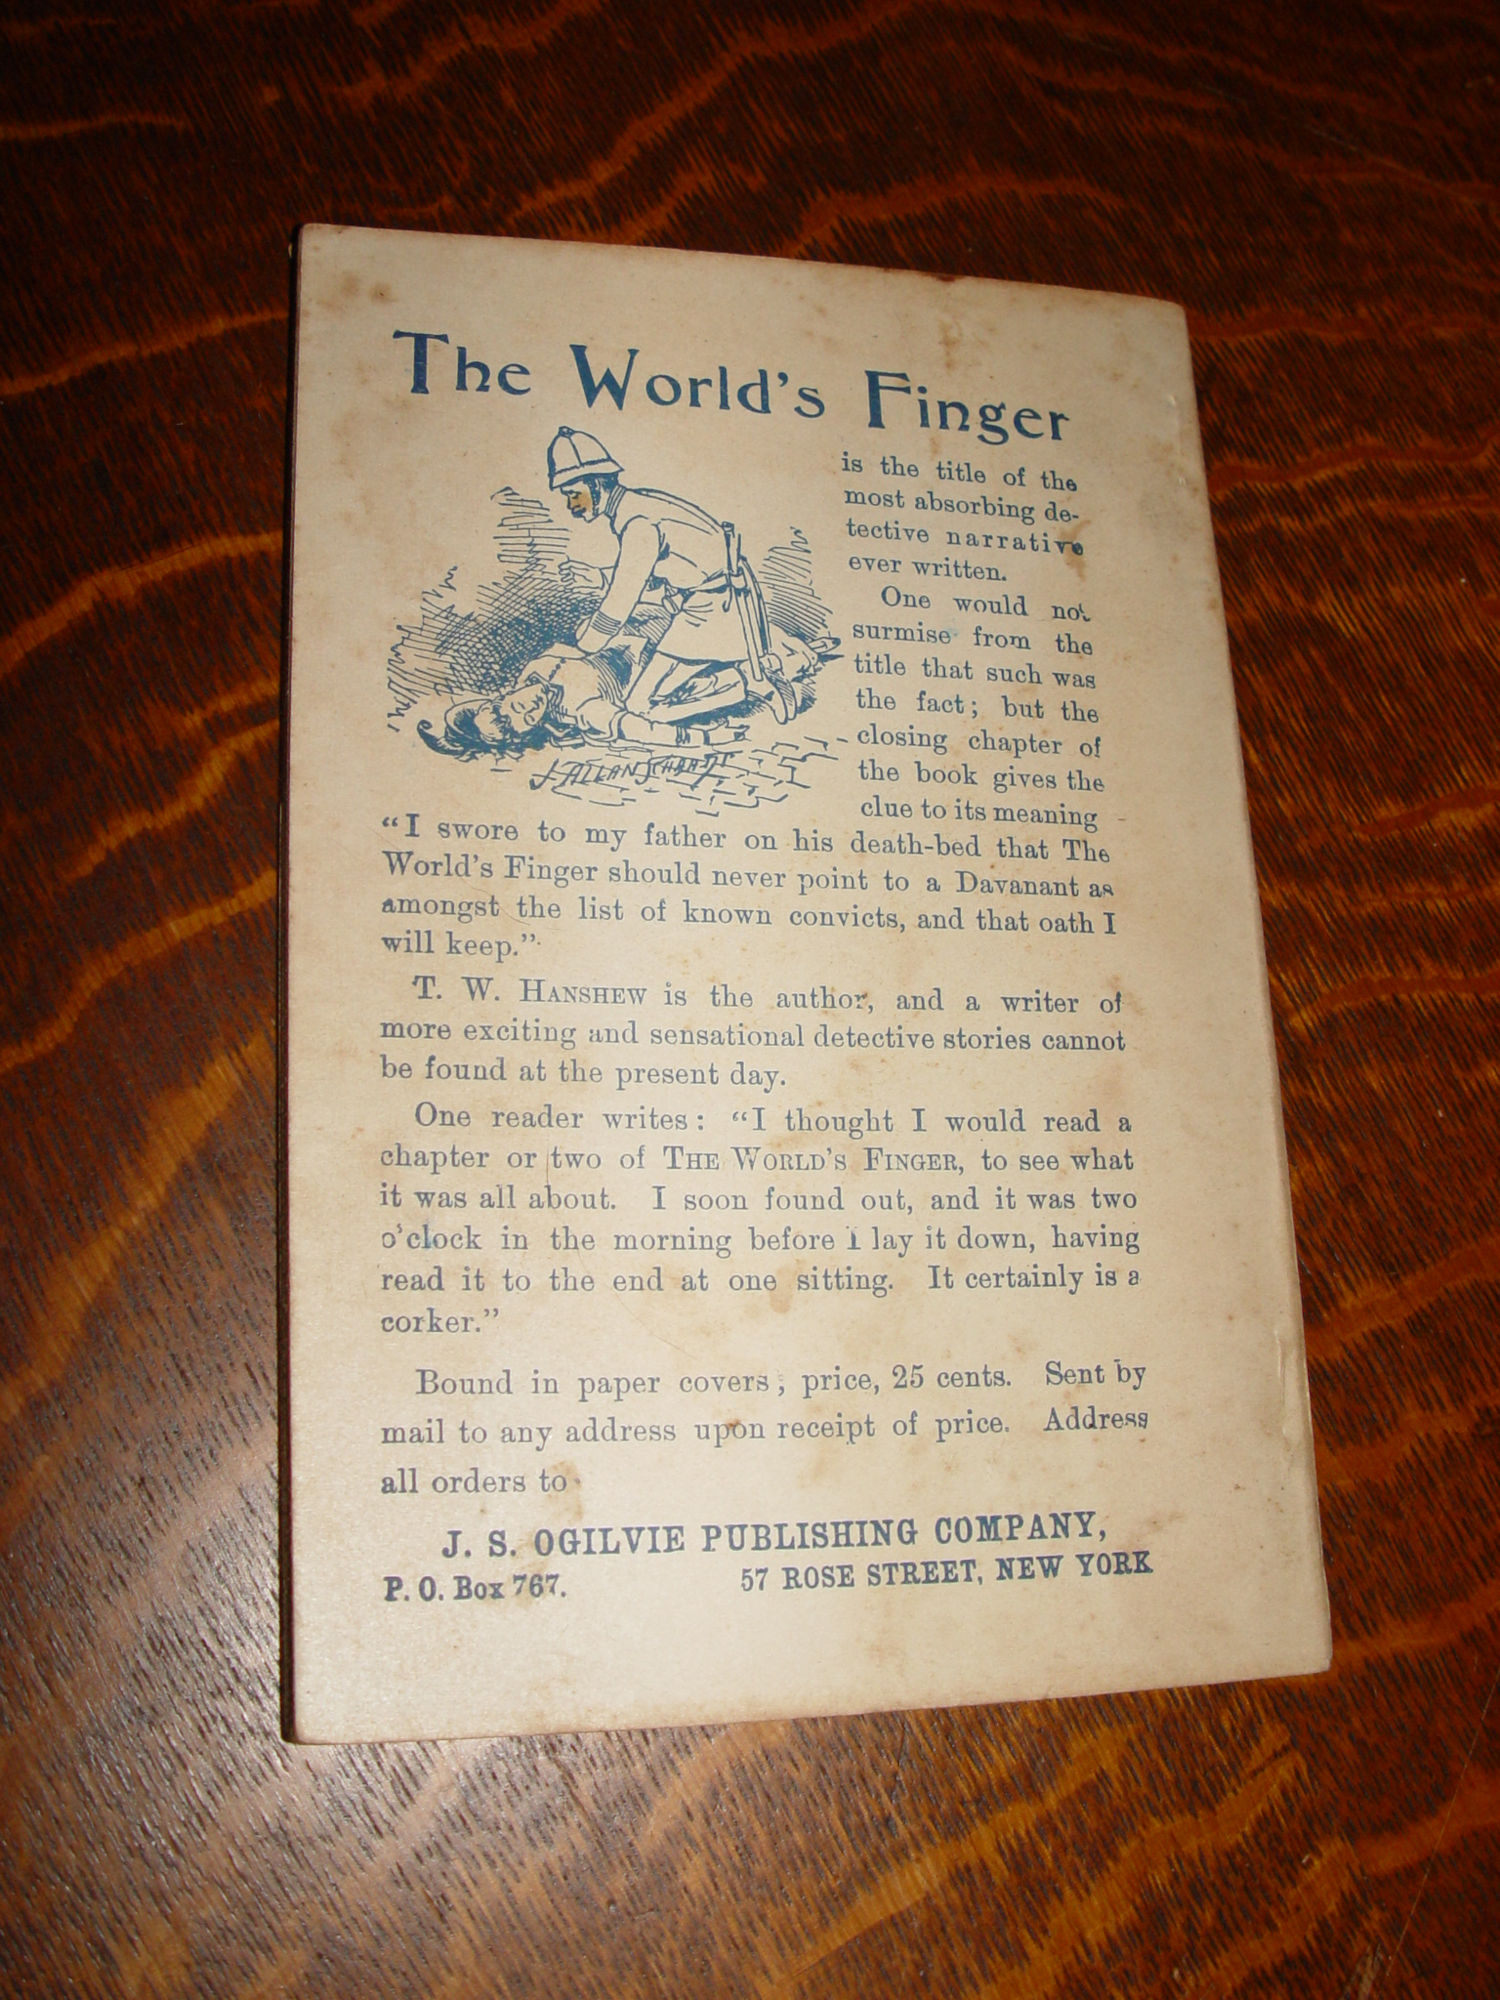 The World's Finger
is the title of the
most absorbing de-
tective narrative
ever written.
One would not
surmise from the
title that such was
the fact; but the
closing chapter of
the book gives the
clue to its meaning
J. ALLAN
“I swore to my father on his death-bed that The
World's Finger should never point to a Davanant as
amongst the list of known convicts, and that oath I
will keep.”
T. W. HANSHEW is the author, and a writer of
more exciting and sensational detective stories cannot
be found at the present day.
One reader writes: “I thought I would read a
chapter or two of THE WORLD'S FINGER, to see what
it was all about. I soon found out, and it was two
o'clock in the morning before I lay it down, having
read it to the end at one sitting. It certainly is a
corker.”
Bound in paper covers, price, 25 cents. Sent by
mail to any address upon receipt of price. Address
all orders to
J. S. OGILVIE PUBLISHING COMPANY,
P. O. Box 767. 57 ROSE STREET, NEW YORK